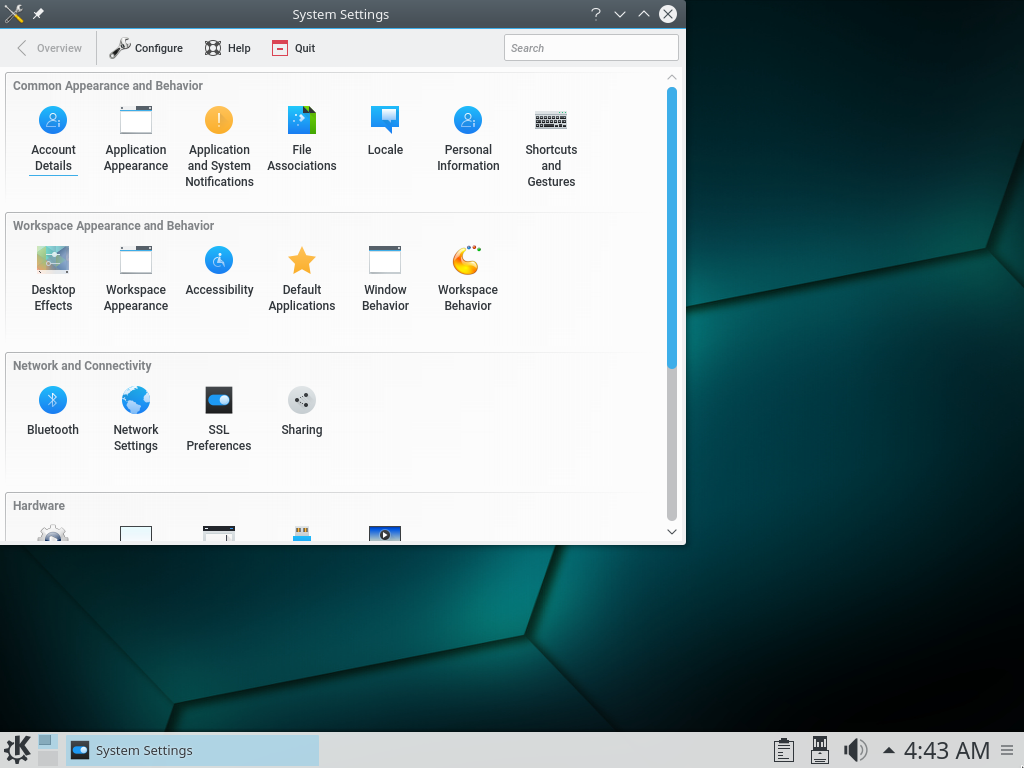 System Settings
?
Overview
Configure
Help
Quit
Search
Common Appearance and Behavior
Account
Details
Application
Appearance
Application
and System
Notifications
File
Associations
Locale
Personal
Information
Shortcuts
and
Gestures
Workspace Appearance and Behavior
Desktop
Effects
Workspace
Appearance
Accessibility
Default
Applications
Window
Behavior
Workspace
Behavior
Network and Connectivity
Bluetooth
Network
Settings
SSL
Preferences
Sharing
Hardware
System Settings
4:43 AM